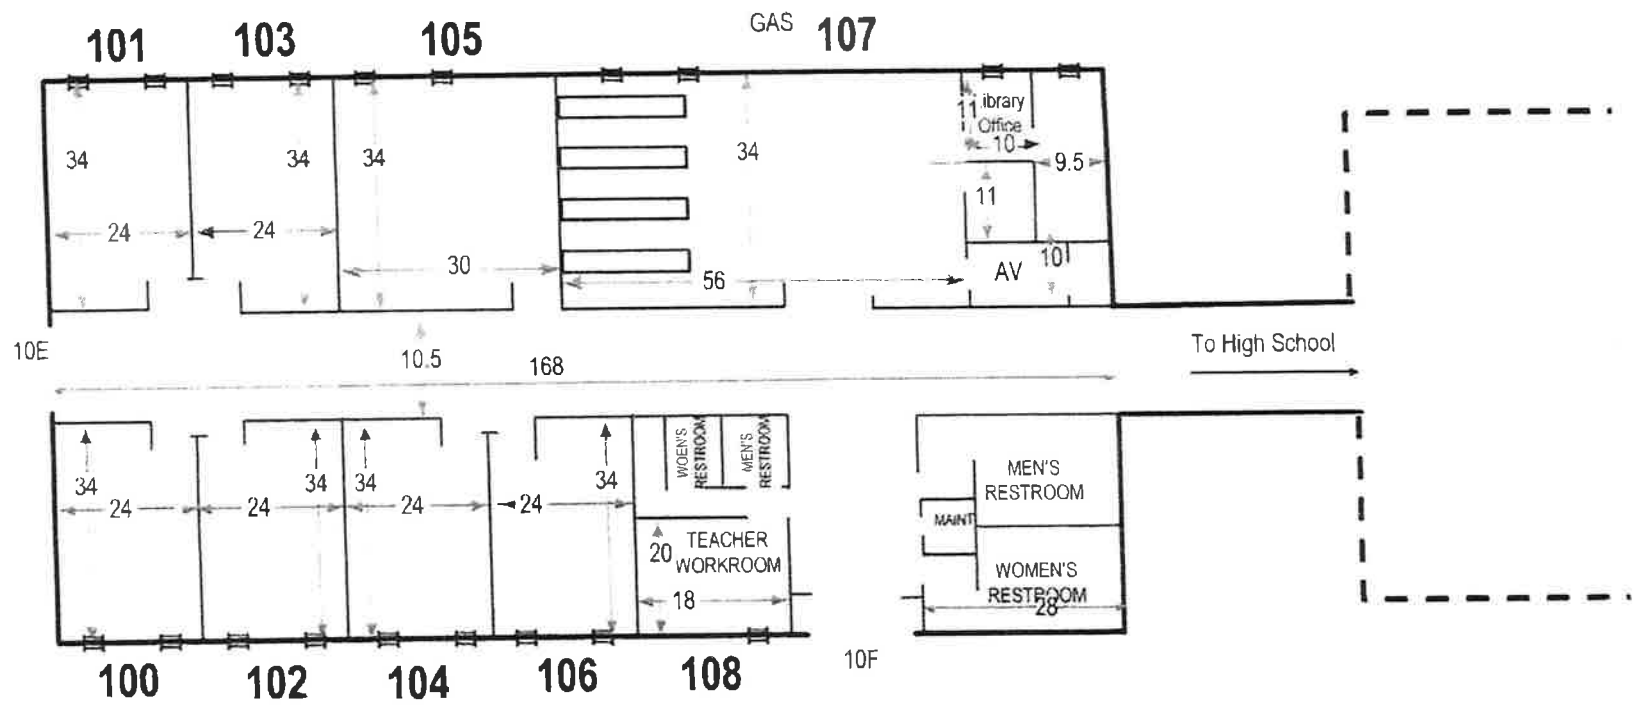 GAS
101 103 105 107
11 ibrary
Office
10
34 34 34 34 9.5
11
24 24
30 56 AV 10
10E
10.5 168 To High School
WOEN'S RESTROOM
MEN'S RESTROOM
MEN'S
RESTROOM
34 34 34 34
24 24 24 24
MAINT
20 TEACHER
WORKROOM
WOMEN'S
RESTROOM
18 28
10F
100 102 104 106 108